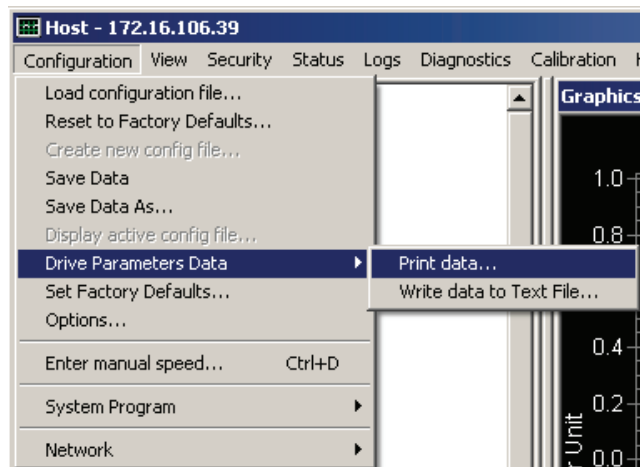 Host - 172.16.106.39
Configuration View Security Status Logs Diagnostics Calibration
Load configuration file...
Reset to Factory Defaults...
Create new config file...
Save Data
Save Data As...
Display active config file...
Drive Parameters Data
Set Factory Defaults...
Options...
Enter manual speed... Ctrl+D
System Program
Network
Print data...
Write data to Text File...
Graphics
1.0
0.8
0.4
0.2
0.0
Unit